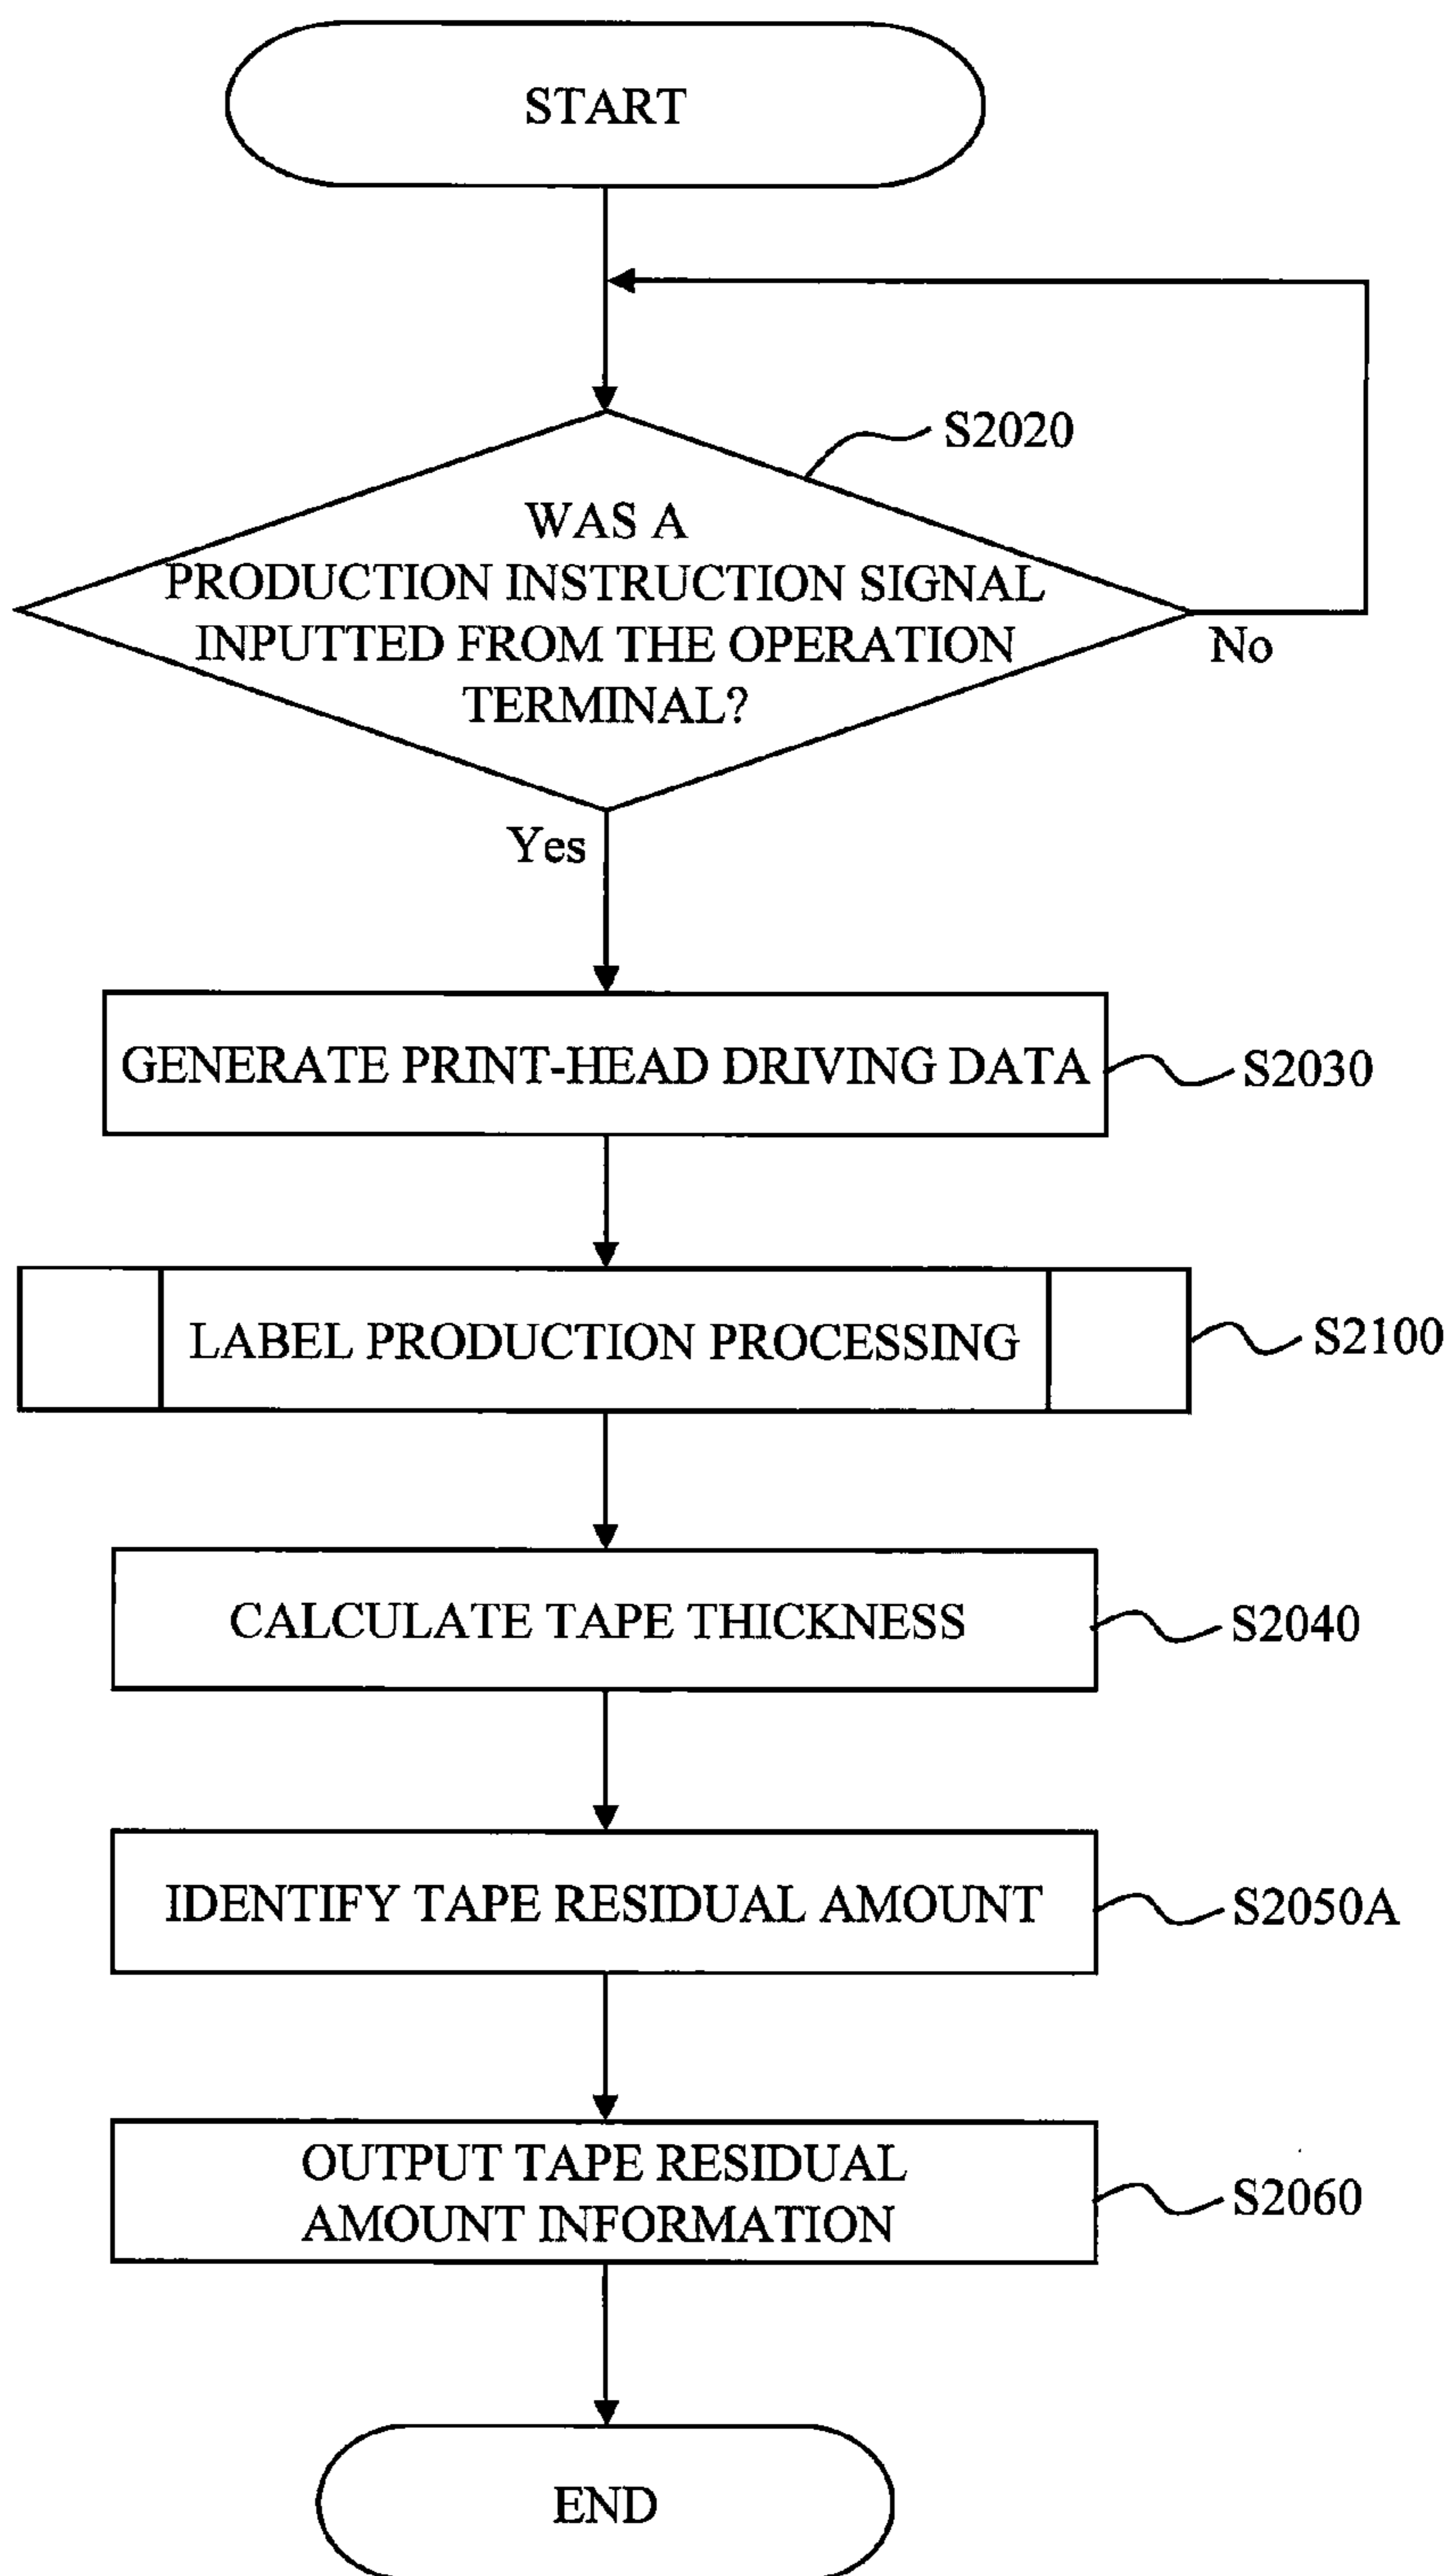 START
S2020
WAS A
PRODUCTION INSTRUCTION SIGNAL
INPUTTED FROM THE OPERATION
TERMINAL?
No
Yes
GENERATE PRINT-HEAD DRIVING DATA
S2030
LABEL PRODUCTION PROCESSING
S2100
CALCULATE TAPE THICKNESS
S2040
IDENTIFY TAPE RESIDUAL AMOUNT
S2050A
OUTPUT TAPE RESIDUAL
AMOUNT INFORMATION
S2060
END